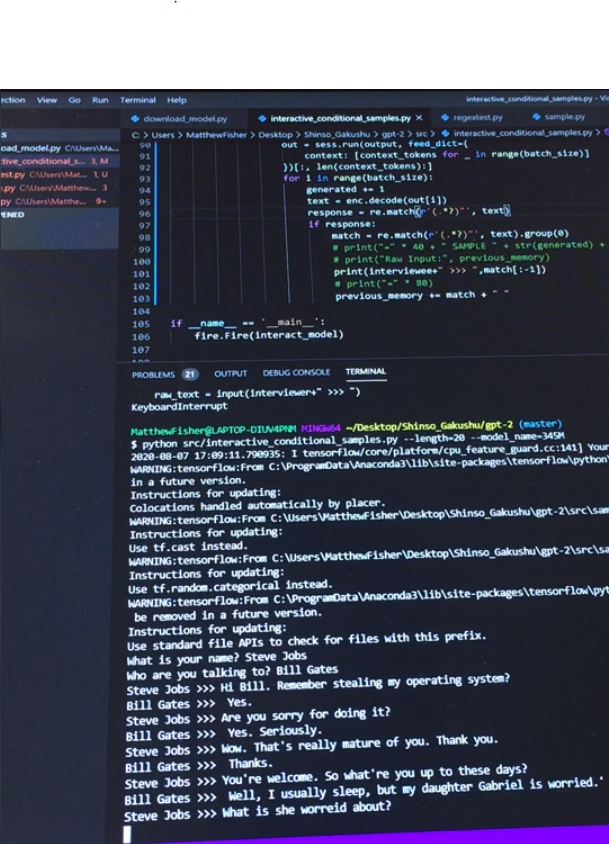 ction View Go Run Terminal Help interactive_conditional_samples.py - Vi
download_model.py interactive_conditional_samples.py × regextest.py sample.py
C: > Users > MatthewFisher > Desktop > Shinso_Gakushu > gpt-2 > src > interactive_conditional_samples.py >
S
oad_model.py C:\Users\Ma...
tive_conditional_s... 3, M
est.py C:\Users\Mat... 1, U
.py C:\Users\Matthew... 3
py C:\Users\Matthe... 9+
PENED
90 out = sess.run(output, feed_dict={
91 context: [context_tokens for _ in range(batch_size)]
92 })[:, len(context_tokens):]
93 for i in range(batch_size):
94 generated += 1
95 text = enc.decode(out[i])
96 response = re.match(r'(.*?)"', text)
97 if response:
98 match = re.match(r'(.*?)"', text).group(0)
99 # print("=" * 40 + " SAMPLE " + str(generated) +
100 # print("Raw Input:", previous_memory)
101 print(interviewee+" >>> ",match[:-1])
102 # print("=" * 80)
103 previous_memory += match + " "
104
105 if __name__ == '__main__':
106 fire.Fire(interact_model)
107
PROBLEMS 21 OUTPUT DEBUG CONSOLE TERMINAL
raw_text = input(interviewer+" >>> ")
KeyboardInterrupt
MatthewFisher@LAPTOP-DIUV4PNM MINGW64 ~/Desktop/Shinso_Gakushu/gpt-2 (master)
$ python src/interactive_conditional_samples.py --length=20 --model_name=345M
2020-08-07 17:09:11.790935: I tensorflow/core/platform/cpu_feature_guard.cc:141] Your
WARNING:tensorflow:From C:\ProgramData\Anaconda3\lib\site-packages\tensorflow\python
in a future version.
Instructions for updating:
Colocations handled automatically by placer.
WARNING:tensorflow:From C:\Users\MatthewFisher\Desktop\Shinso_Gakushu\gpt-2\src\sam
Instructions for updating:
Use tf.cast instead.
WARNING:tensorflow:From C:\Users\MatthewFisher\Desktop\Shinso_Gakushu\gpt-2\src\sa
Instructions for updating:
Use tf.random.categorical instead.
WARNING:tensorflow:From C:\ProgramData\Anaconda3\lib\site-packages\tensorflow\pyt
be removed in a future version.
Instructions for updating:
Use standard file APIs to check for files with this prefix.
What is your name? Steve Jobs
Who are you talking to? Bill Gates
Steve Jobs >>> Hi Bill. Remember stealing my operating system?
Bill Gates >>> Yes.
Steve Jobs >>> Are you sorry for doing it?
Bill Gates >>> Yes. Seriously.
Steve Jobs >>> Wow. That's really mature of you. Thank you.
Bill Gates >>> Thanks.
Steve Jobs >>> You're welcome. So what're you up to these days?
Bill Gates >>> Well, I usually sleep, but my daughter Gabriel is worried.'
Steve Jobs >>> What is she worreid about?